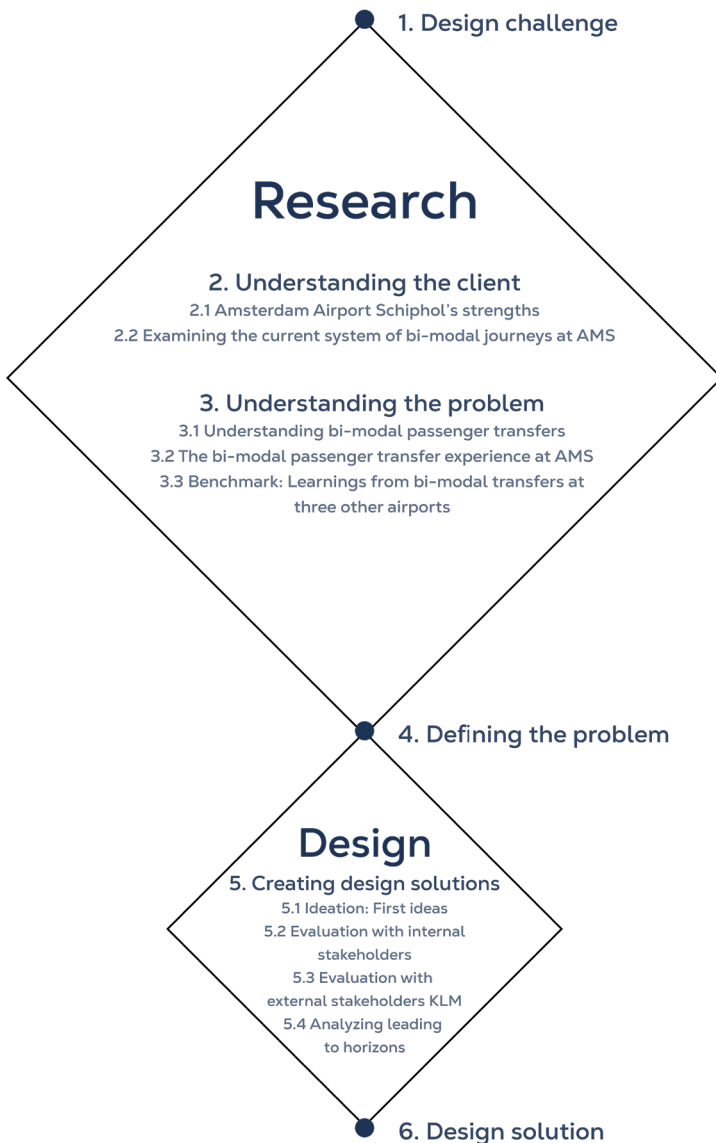 1. Design challenge
Research
2. Understanding the client
2.1 Amsterdam Airport Schiphol's strengths
2.2 Examining the current system of bi-modal journeys at AMS
3. Understanding the problem
3.1 Understanding bi-modal passenger transfers
3.2 The bi-modal passenger transfer experience at AMS
3.3 Benchmark: Learnings from bi-modal transfers at
three other airports
4. Defining the problem
Design
5. Creating design solutions
5.1 Ideation: First ideas
5.2 Evaluation with internal
stakeholders
5.3 Evaluation with
external stakeholders KLM
5.4 Analyzing leading
to horizons
6. Design solution